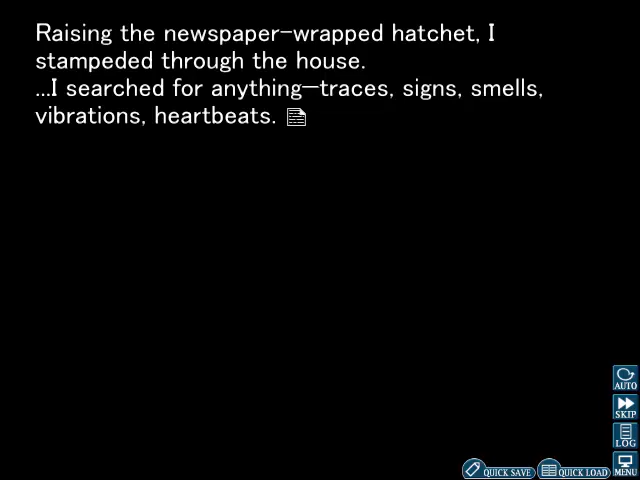 Raising the newspaper-wrapped hatchet, I
stampeded through the house.
...I searched for anything—traces, signs, smells,
vibrations, heartbeats.
AUTO
SKIP
LOG
MENU
QUICK SAVE
QUICK LOAD